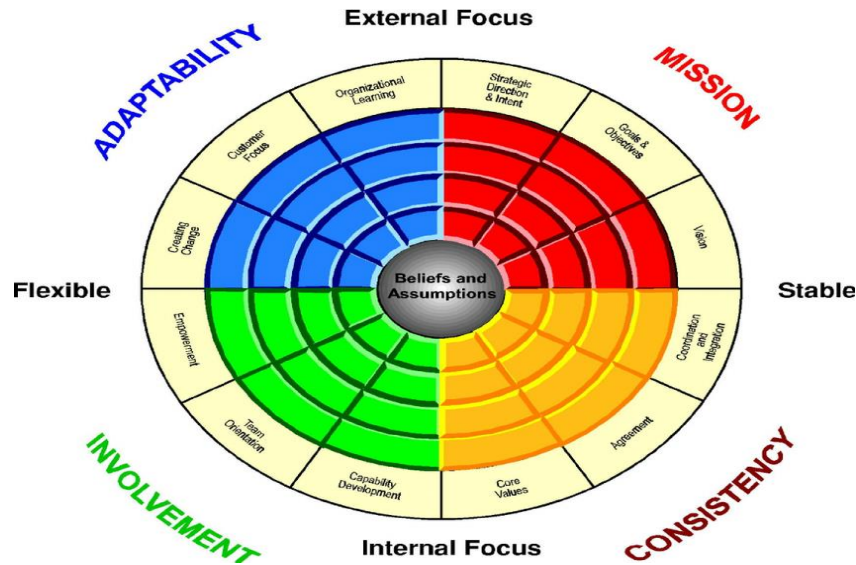 External Focus
ADAPTABILITY
MISSION
Organizational
Learning
Strategic
Direction
& Intent
Customer
Focus
Goals &
Objectives
Creating
Change
Vision
Flexible
Beliefs and
Assumptions
Stable
Empowerment
Coordination
and
Integration
Team
Orientation
Agreement
Capability
Development
Core
Values
INVOLVEMENT
CONSISTENCY
Internal Focus